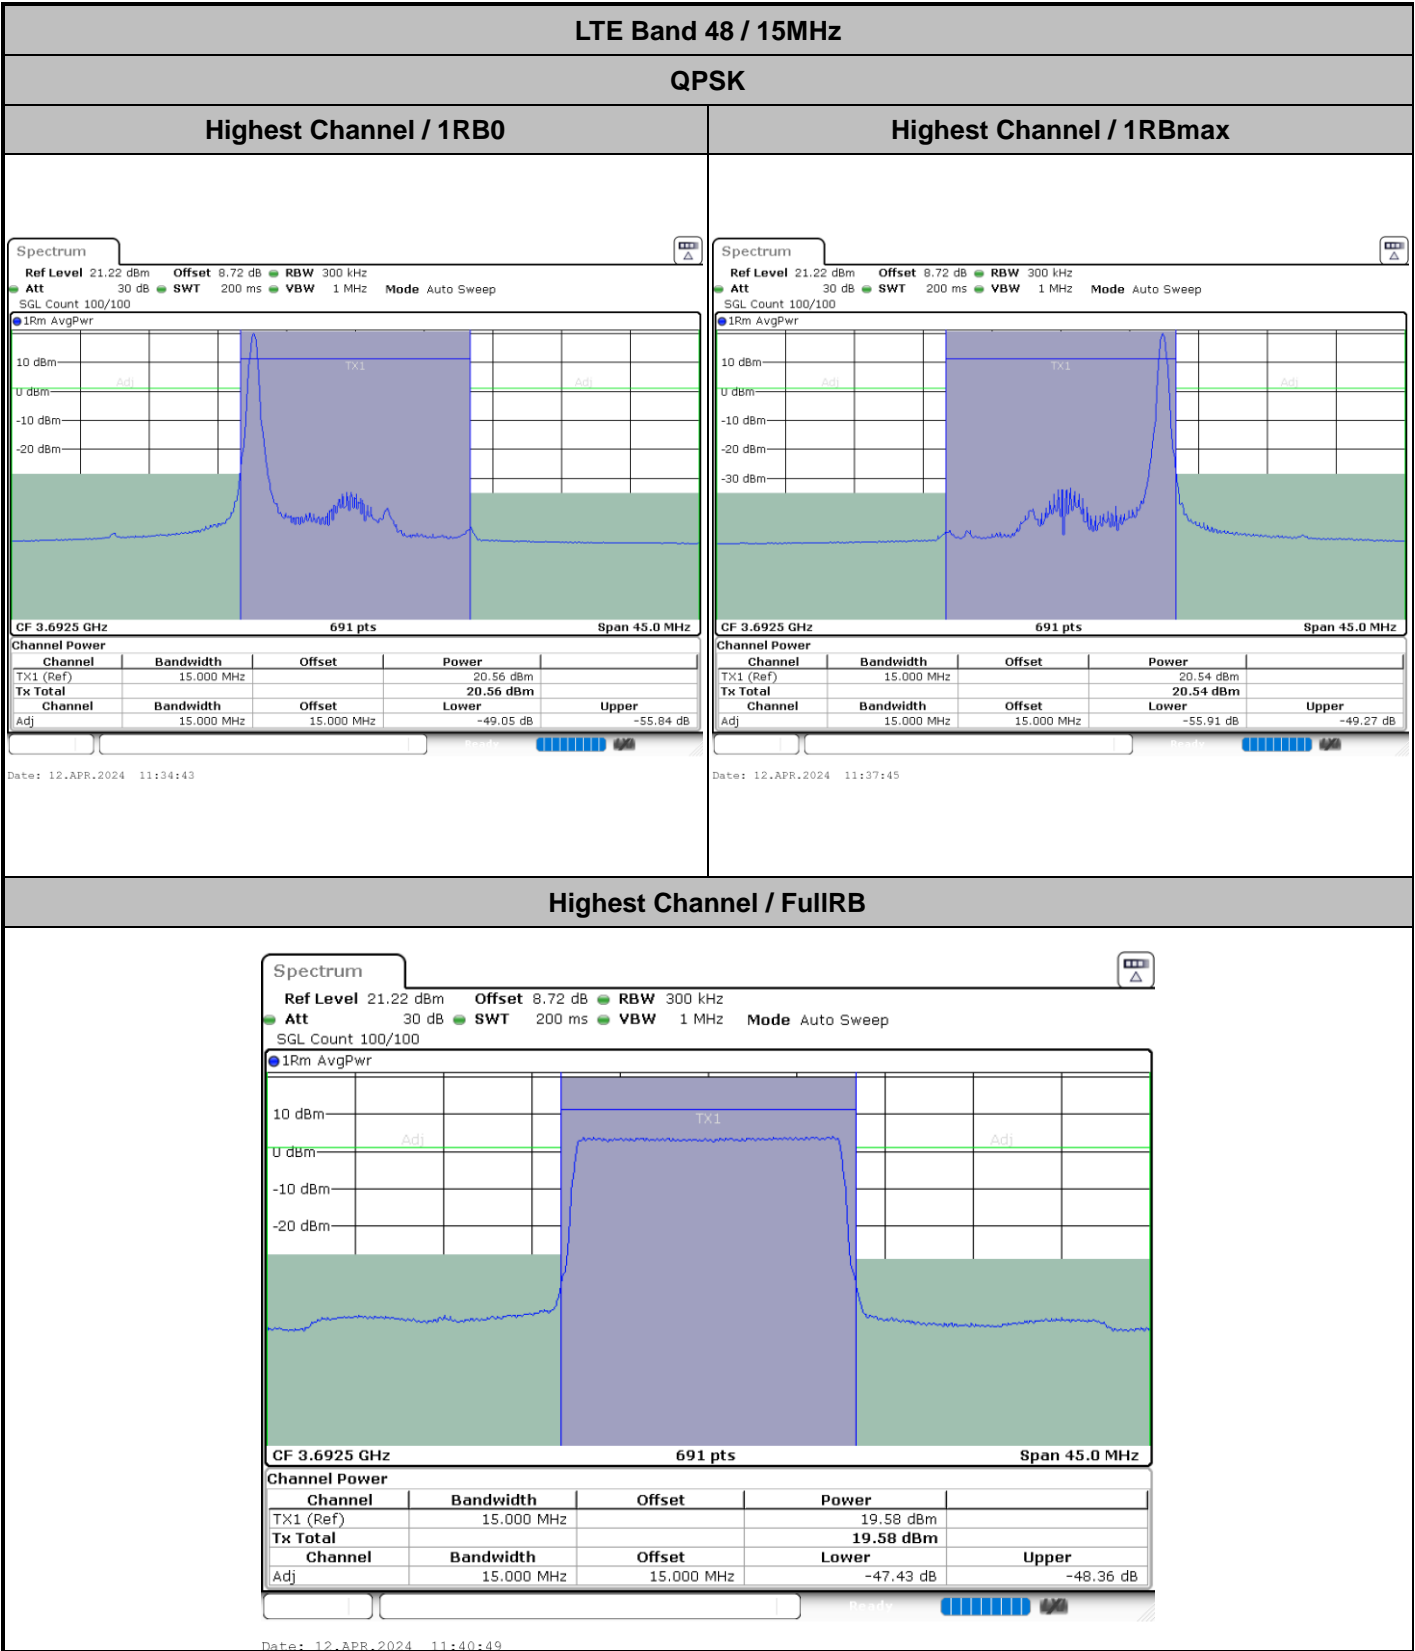 LTE Band 48 / 15MHz
QPSK
Highest Channel / 1RB0
Highest Channel / 1RBmax
Spectrum
Ref Level 21.22 dBm Offset 8.72 dB RBW 300 kHz
Att 30 dB SWT 200 ms VBW 1 MHz Mode Auto Sweep
SGL Count 100/100
1Rm AvgPwr
TX1
10 dBm
Adj
Adj
0 dBm
-10 dBm
-20 dBm
CF 3.6925 GHz 691 pts Span 45.0 MHz
Channel Power
Channel Bandwidth Offset Power
TX1 (Ref) 15.000 MHz 20.56 dBm
Tx Total 20.56 dBm
Channel Bandwidth Offset Lower Upper
Adj 15.000 MHz 15.000 MHz -49.05 dB -55.84 dB
Ready
Date: 12.APR.2024 11:34:43
Spectrum
Ref Level 21.22 dBm Offset 8.72 dB RBW 300 kHz
Att 30 dB SWT 200 ms VBW 1 MHz Mode Auto Sweep
SGL Count 100/100
1Rm AvgPwr
TX1
10 dBm
Adj
Adj
0 dBm
-10 dBm
-20 dBm
-30 dBm
CF 3.6925 GHz 691 pts Span 45.0 MHz
Channel Power
Channel Bandwidth Offset Power
TX1 (Ref) 15.000 MHz 20.54 dBm
Tx Total 20.54 dBm
Channel Bandwidth Offset Lower Upper
Adj 15.000 MHz 15.000 MHz -55.91 dB -49.27 dB
Ready
Date: 12.APR.2024 11:37:45
Highest Channel / FullRB
Spectrum
Ref Level 21.22 dBm Offset 8.72 dB RBW 300 kHz
Att 30 dB SWT 200 ms VBW 1 MHz Mode Auto Sweep
SGL Count 100/100
1Rm AvgPwr
10 dBm
TX1
Adj
Adj
0 dBm
-10 dBm
-20 dBm
CF 3.6925 GHz 691 pts Span 45.0 MHz
Channel Power
Channel Bandwidth Offset Power
TX1 (Ref) 15.000 MHz 19.58 dBm
Tx Total 19.58 dBm
Channel Bandwidth Offset Lower Upper
Adj 15.000 MHz 15.000 MHz -47.43 dB -48.36 dB
Ready
Date: 12.APR.2024 11:40:49